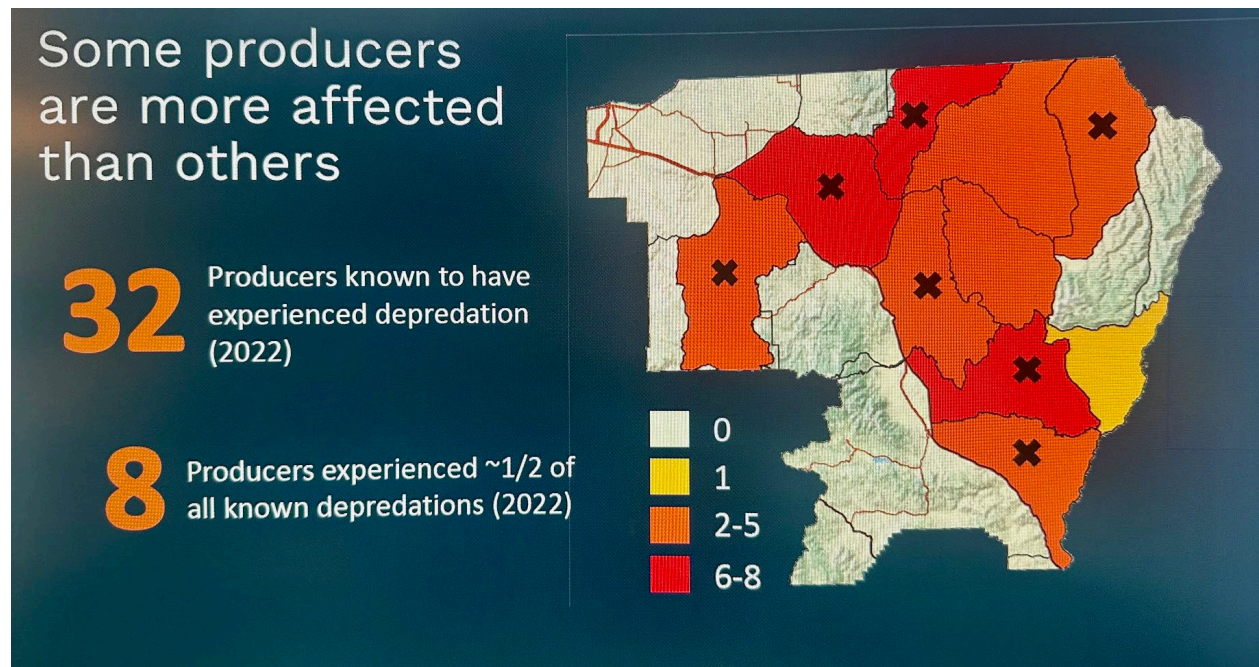 Some producers
are more affected
than others
32
Producers known to have
experienced depredation
(2022)
8
Producers experienced ~1/2 of
all known depredations (2022)
0
1
2-5
6-8